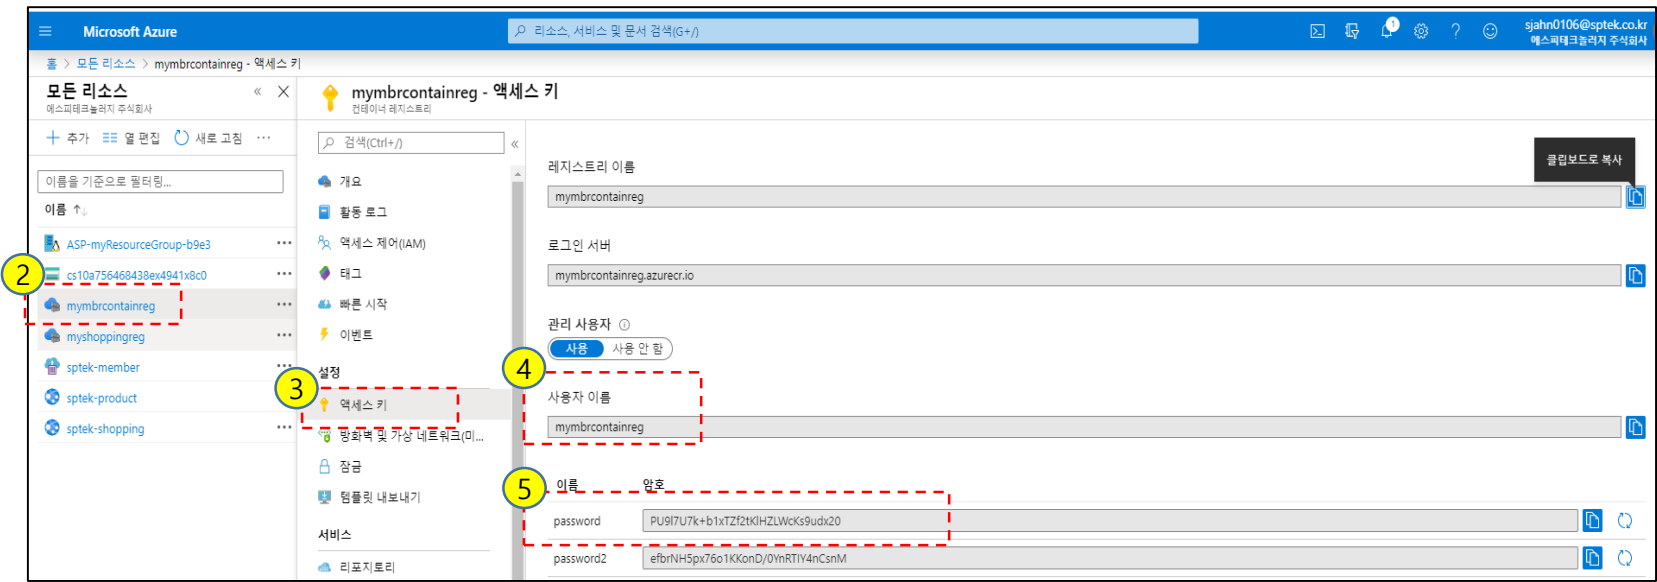 Microsoft Azure
리소스, 서비스 및 문서 검색(G+/)
1
sjahn0106@sptek.co.kr
에스피테크놀러지 주식회사
홈 > 모든 리소스 > mymbrcontainreg - 액세스 키
모든 리소스
에스피테크놀러지 주식회사
mymbrcontainreg - 액세스 키
컨테이너 레지스트리
추가 열 편집 새로 고침 ...
이름을 기준으로 필터링...
이름
ASP-myResourceGroup-b9e3
2
cs10a756468438ex4941x8c0
mymbrcontainreg
myshoppingreg
sptek-member
sptek-product
sptek-shopping
검색(Ctrl+/)
개요
활동 로그
액세스 제어(IAM)
태그
빠른 시작
이벤트
설정
3
액세스 키
방화벽 및 가상 네트워크(미...
잠금
템플릿 내보내기
서비스
리포지토리
클립보드로 복사
레지스트리 이름
mymbrcontainreg
로그인 서버
mymbrcontainreg.azurecr.io
관리 사용자
사용 사용 안 함
4
사용자 이름
mymbrcontainreg
5
이름 암호
password PU9l7U7k+b1xTZf2tKlHZLWcKs9udx20
password2 efbrNH5px76o1KKonD/0YnRTIY4nCsnM